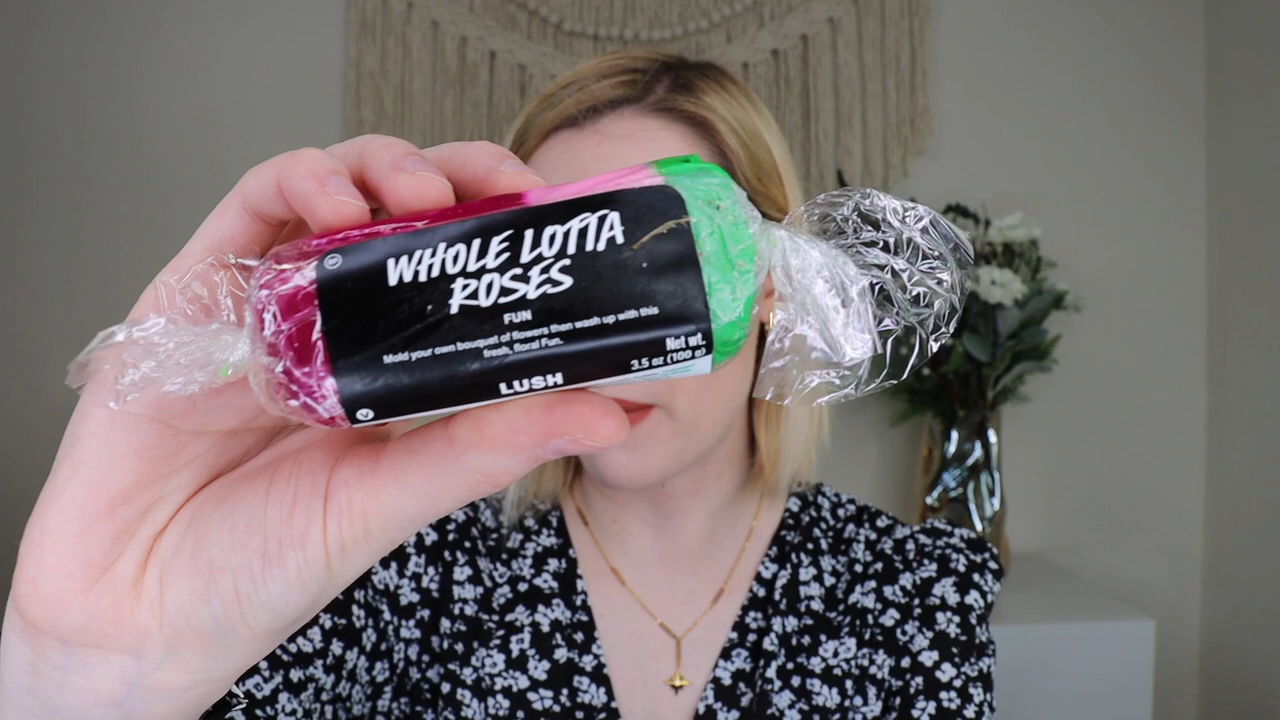 WHOLE LOTTA
ROSES
FUN
Mold your own bouquet of flowers then wash up with this
fresh, floral Fun.
Net wt.
3.5 oz (100 g)
LUSH